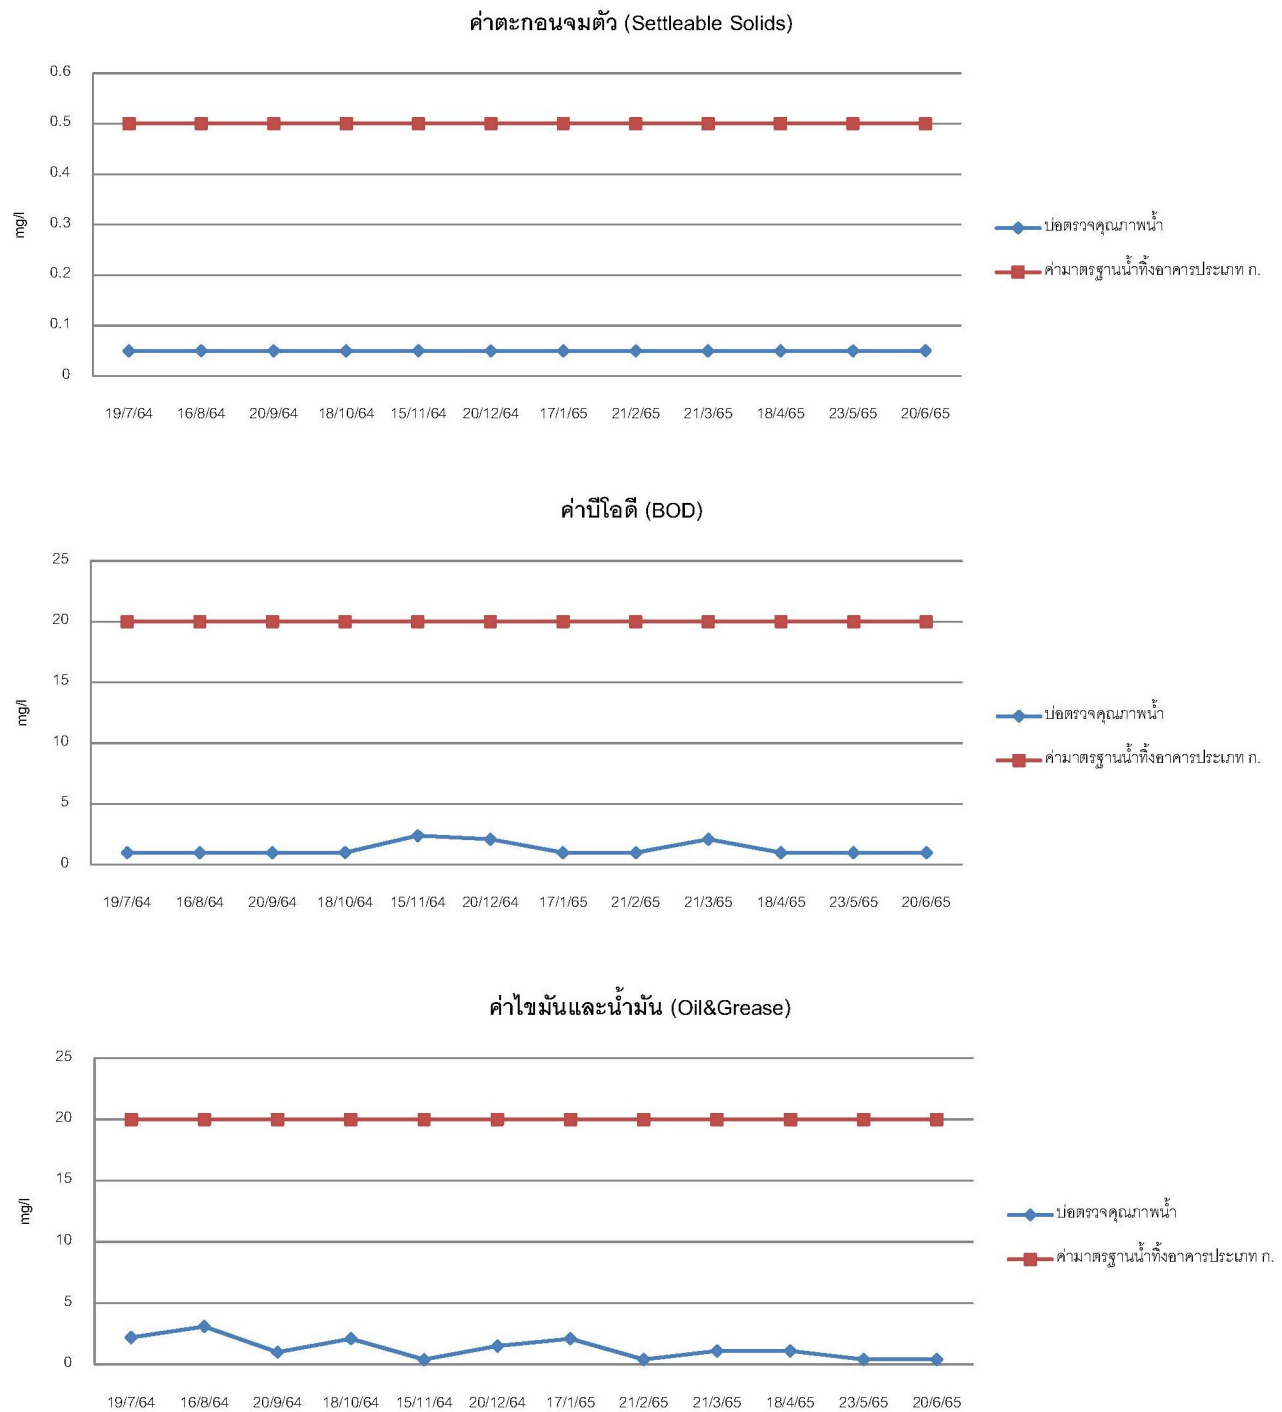 ค่าตะกอนจมตัว (Settleable Solids)
0.6
0.5
0.4
0.3
0.2
0.1
0
mg/l
19/7/64 16/8/64 20/9/64 18/10/64 15/11/64 20/12/64 17/1/65 21/2/65 21/3/65 18/4/65 23/5/65 20/6/65
บ่อตรวจคุณภาพน้ำ
ค่ามาตรฐานน้ำทิ้งอาคารประเภท ก.
ค่าบีโอดี (BOD)
25
20
15
10
5
0
mg/l
19/7/64 16/8/64 20/9/64 18/10/64 15/11/64 20/12/64 17/1/65 21/2/65 21/3/65 18/4/65 23/5/65 20/6/65
บ่อตรวจคุณภาพน้ำ
ค่ามาตรฐานน้ำทิ้งอาคารประเภท ก.
ค่าไขมันและน้ำมัน (Oil&Grease)
25
20
15
10
5
0
mg/l
19/7/64 16/8/64 20/9/64 18/10/64 15/11/64 20/12/64 17/1/65 21/2/65 21/3/65 18/4/65 23/5/65 20/6/65
บ่อตรวจคุณภาพน้ำ
ค่ามาตรฐานน้ำทิ้งอาคารประเภท ก.